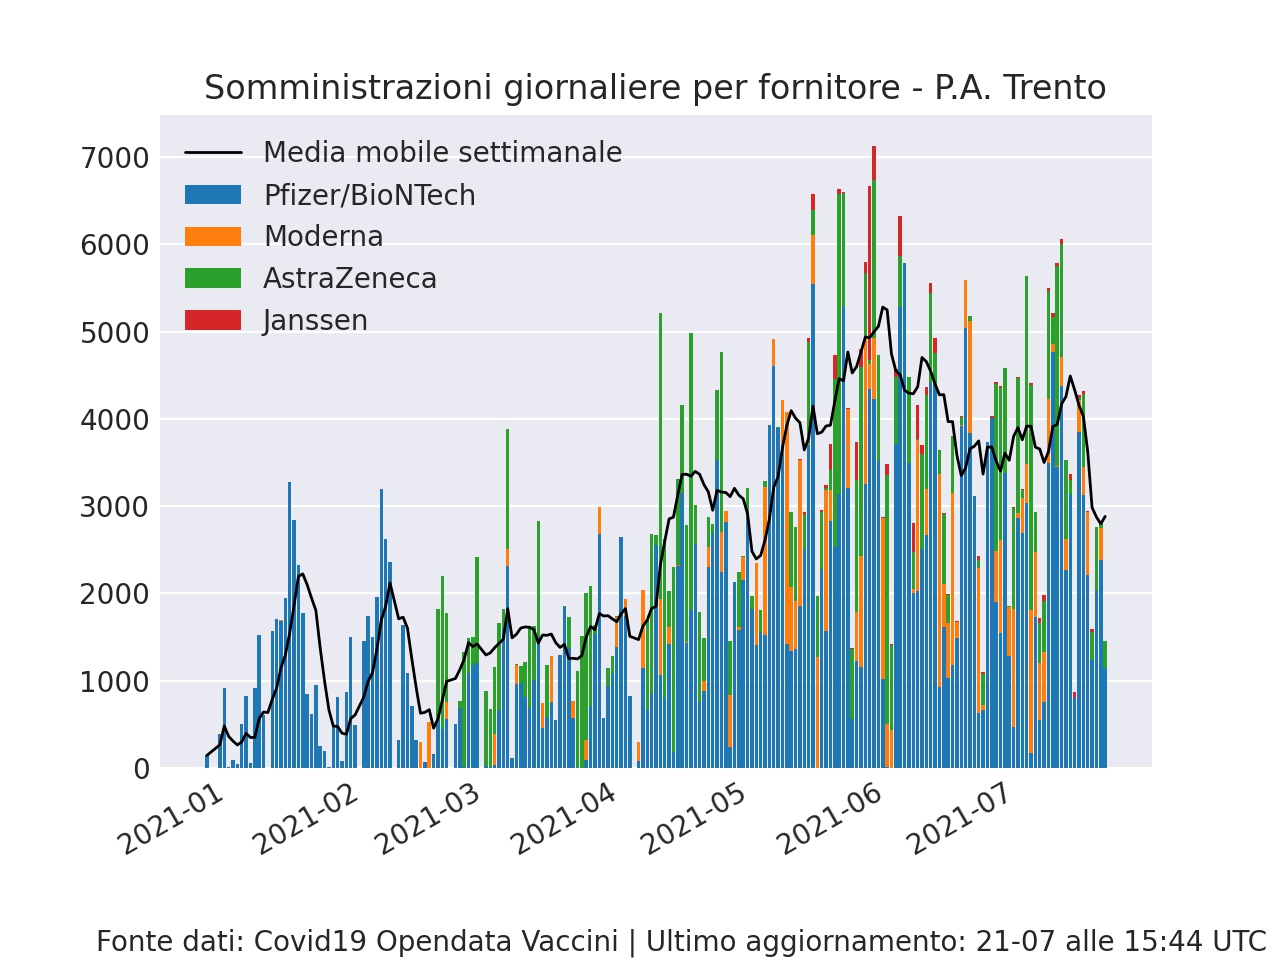 Somministrazioni giornaliere per fornitore - P.A. Trento
Media mobile settimanale
Pfizer/BioNTech
Moderna
AstraZeneca
Janssen
7000
6000
5000
4000
3000
2000
1000
0
2021-01
2021-02
2021-03
2021-04
2021-05
2021-06
2021-07
Fonte dati: Covid19 Opendata Vaccini | Ultimo aggiornamento: 21-07 alle 15:44 UTC